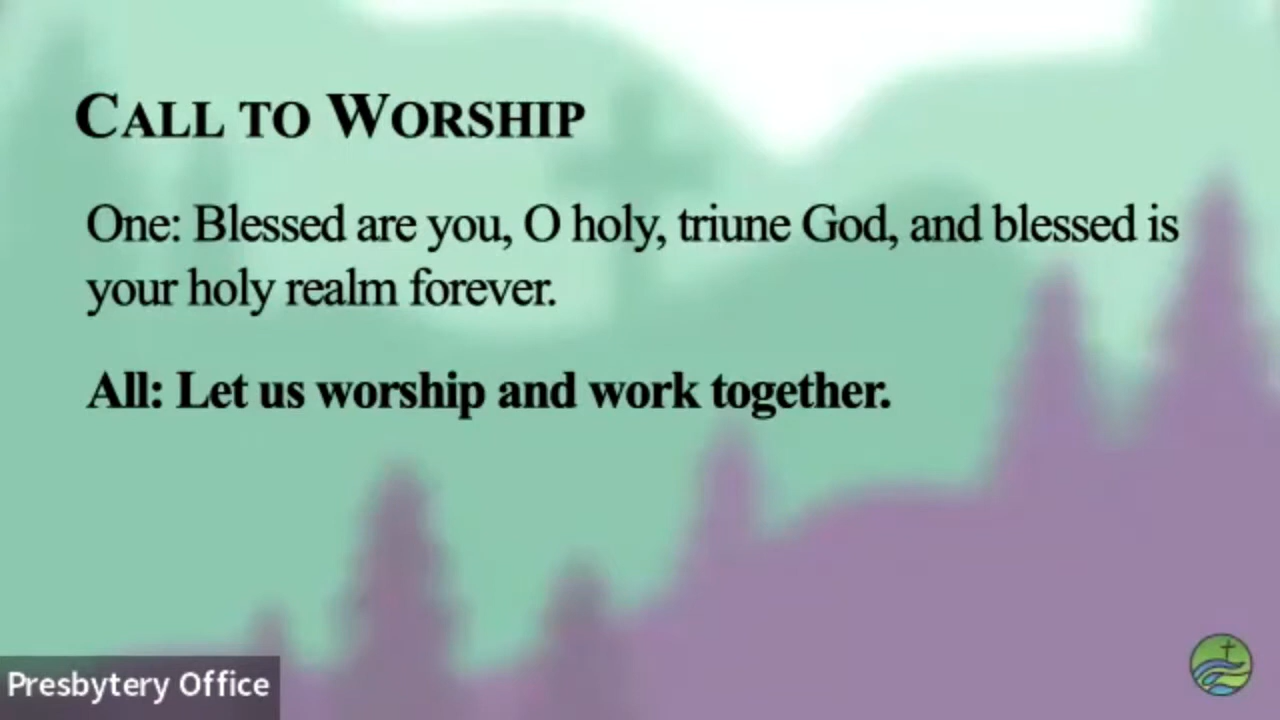 CALL TO WORSHIP
One: Blessed are you, O holy, triune God, and blessed is
your holy realm forever.
All: Let us worship and work together.
Presbytery Office